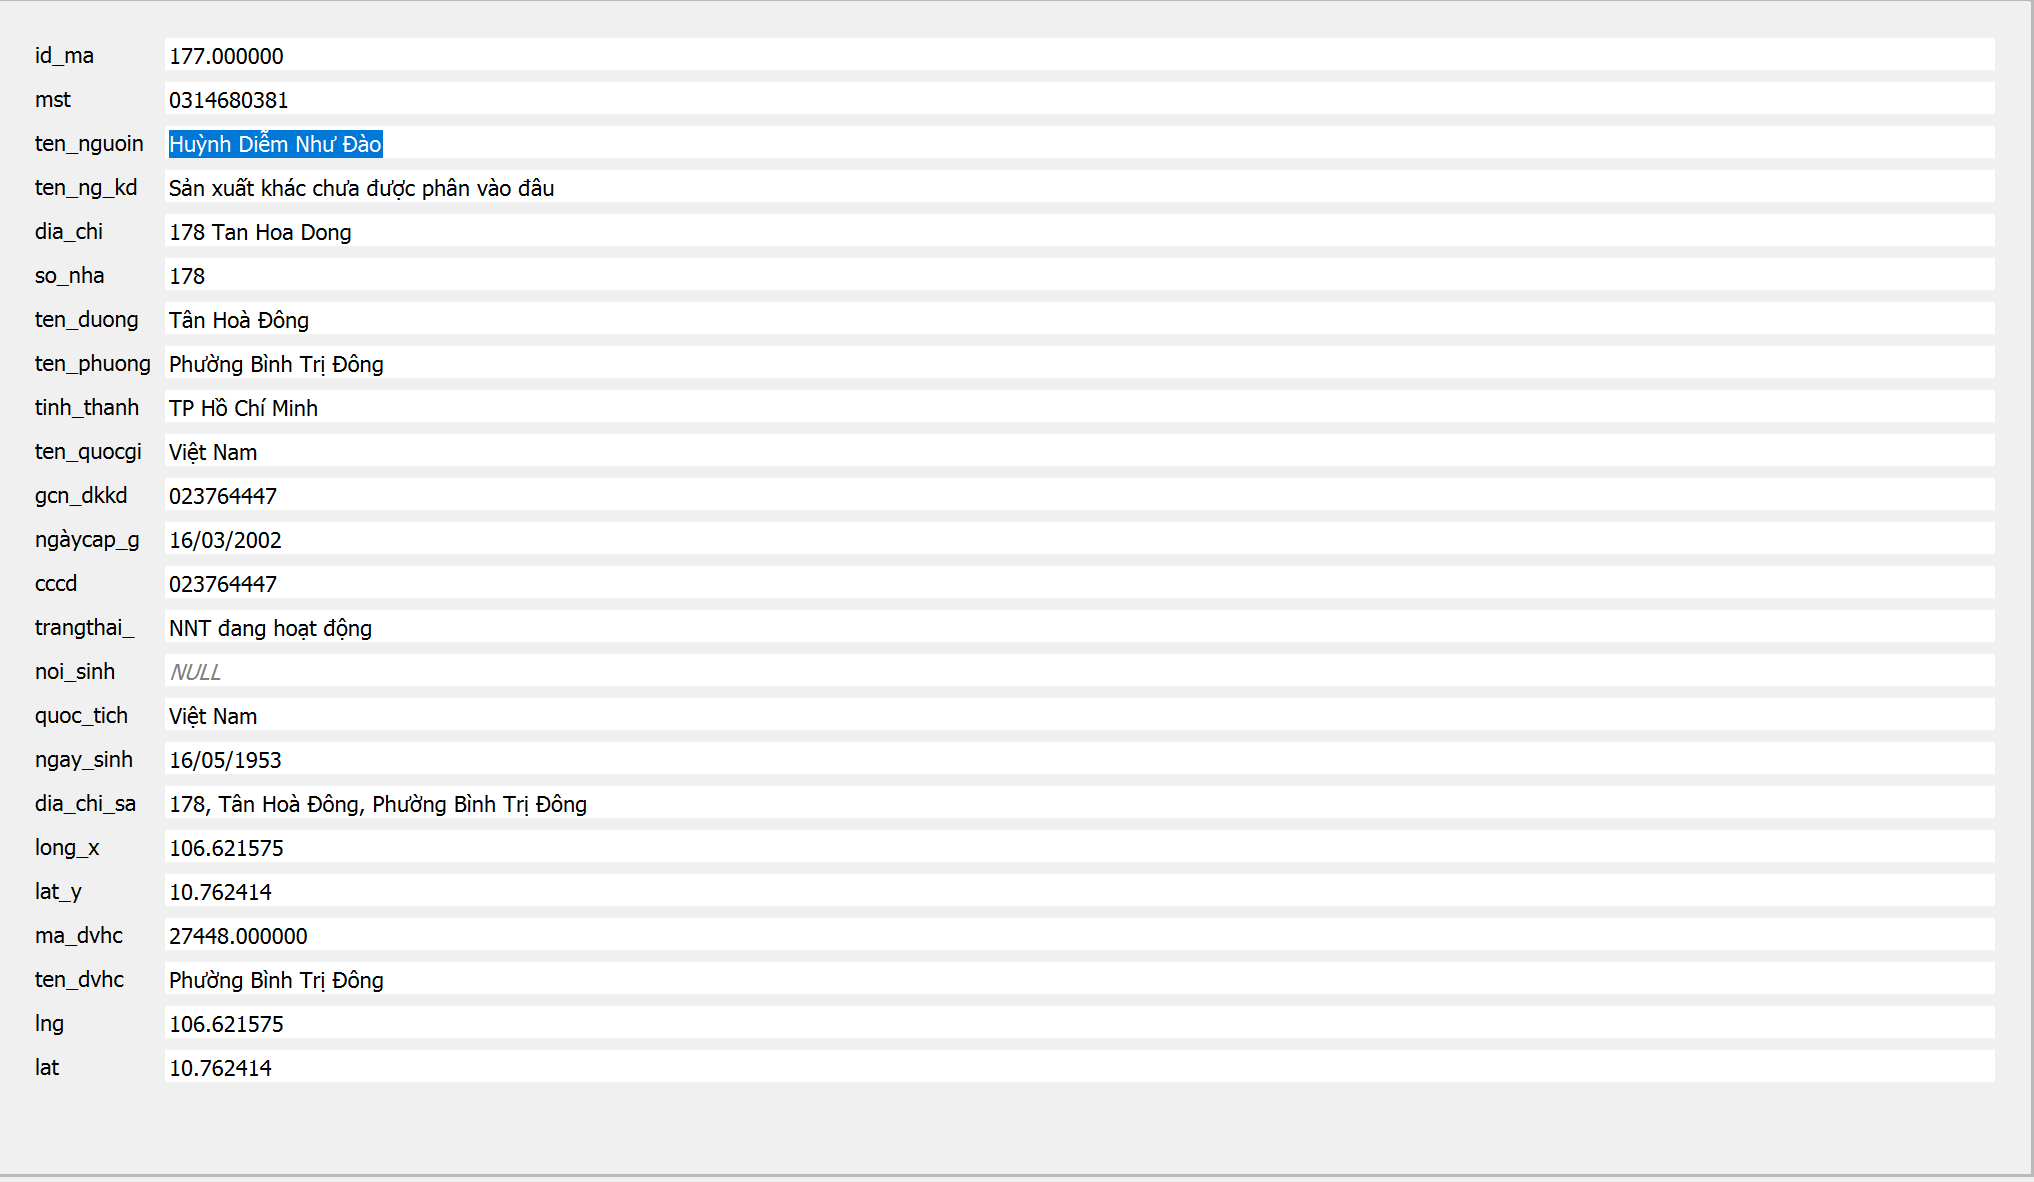 id_ma 177.000000
mst 0314680381
ten_nguoin Huỳnh Diễm Như Đào
ten_ng_kd Sản xuất khác chưa được phân vào đâu
dia_chi 178 Tan Hoa Dong
so_nha 178
ten_duong Tân Hoà Đông
ten_phuong Phường Bình Trị Đông
tinh_thanh TP Hồ Chí Minh
ten_quocgi Việt Nam
gcn_dkkd 023764447
ngàycap_g 16/03/2002
cccd 023764447
trangthai_ NNT đang hoạt động
noi_sinh NULL
quoc_tich Việt Nam
ngay_sinh 16/05/1953
dia_chi_sa 178, Tân Hoà Đông, Phường Bình Trị Đông
long_x 106.621575
lat_y 10.762414
ma_dvhc 27448.000000
ten_dvhc Phường Bình Trị Đông
lng 106.621575
lat 10.762414